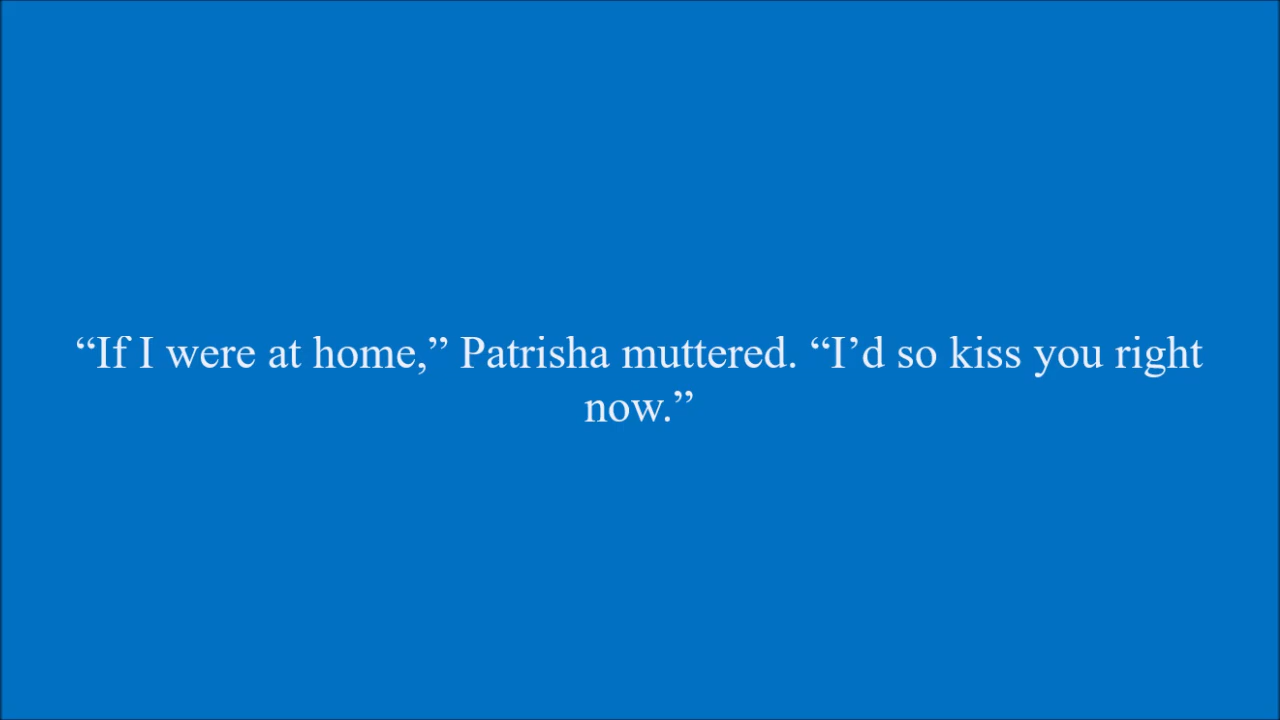 “If I were at home,” Patrisha muttered. “I’d so kiss you right
now.”